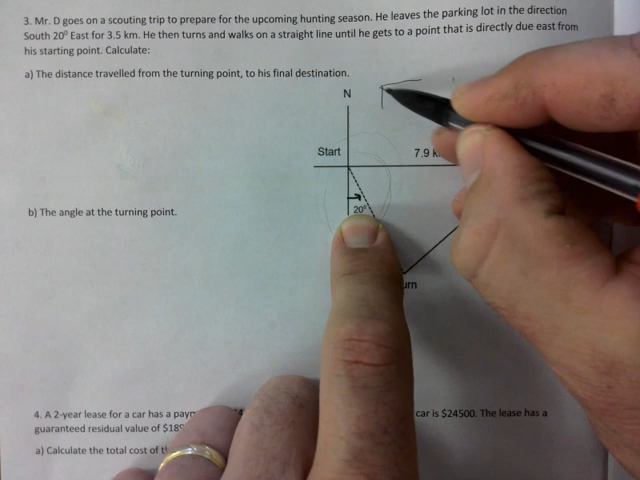 3. Mr. D goes on a scouting trip to prepare for the upcoming hunting season. He leaves the parking lot in the direction
South 20° East for 3.5 km. He then turns and walks on a straight line until he gets to a point that is directly due east from
his starting point. Calculate:
a) The distance travelled from the turning point, to his final destination.
N
Start
7.9
20°
b) The angle at the turning point.
4. A 2-year lease for a car has a car is $24500. The lease has a
guaranteed residual value of
a) Calculate the total cost of